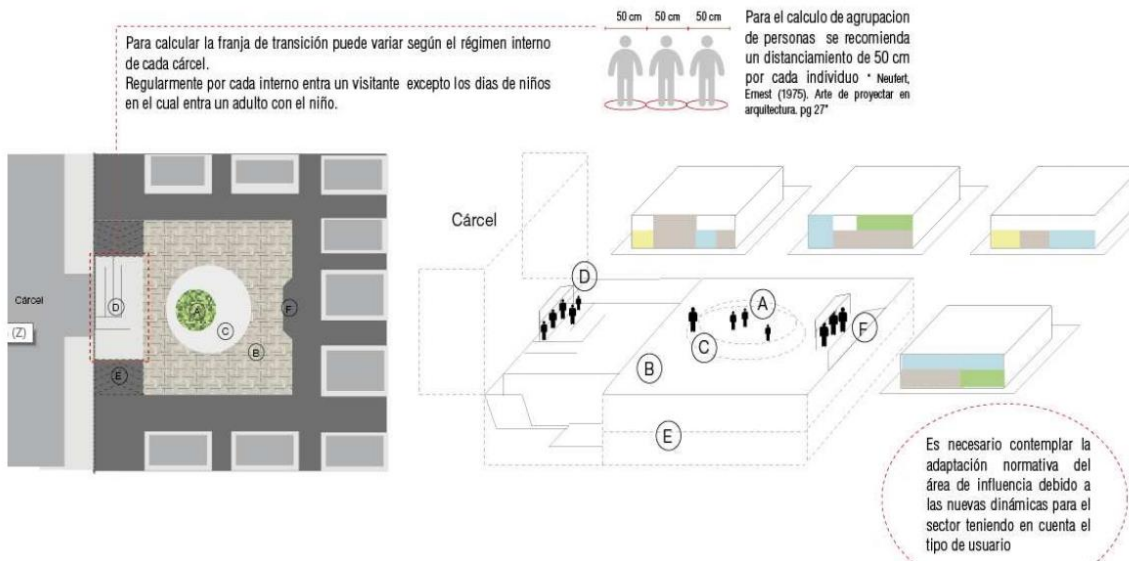 Para calcular la franja de transición puede variar según el régimen interno
de cada cárcel.
Regularmente por cada interno entra un visitante excepto los dias de niños
en el cual entra un adulto con el niño.
50 cm 50 cm 50 cm
Para el calculo de agrupacion
de personas se recomienda
un distanciamiento de 50 cm
por cada individuo " Neufert,
Ernest (1975). Arte de proyectar en
arquitectura. pg 27"
Cárcel
(Z)
D
A
C
B
E
F
Cárcel
D
A
F
C
B
E
Es necesario contemplar la
adaptación normativa del
área de influencia debido a
las nuevas dinámicas para el
sector teniendo en cuenta el
tipo de usuario